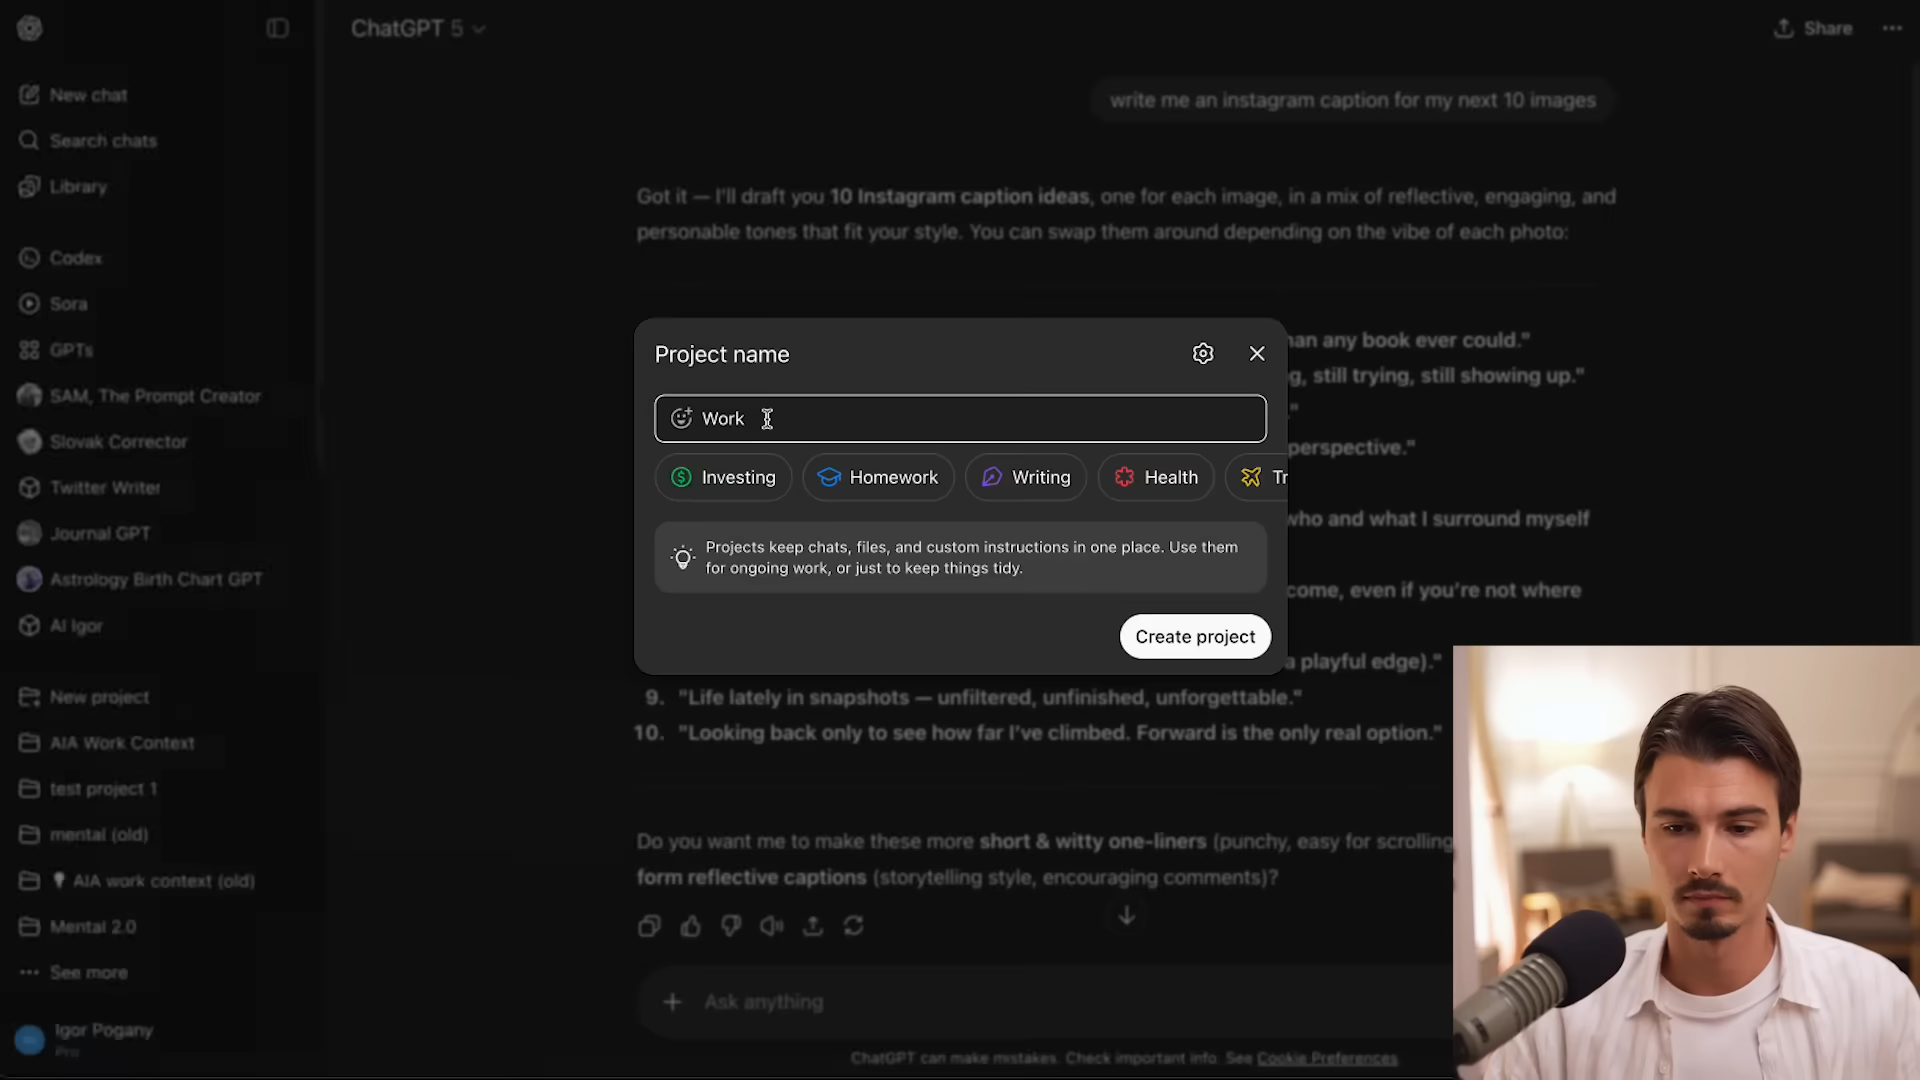 ChatGPT 5
Share
New chat
Search chats
Library
Codex
Sora
GPTs
SAM, The Prompt Creator
Slovak Corrector
Twitter Writer
Journal GPT
Astrology Birth Chart GPT
AI Igor
New project
AIA Work Context
test project 1
mental (old)
AIA work context (old)
Mental 2.0
See more
Igor Pogany
Pro
write me an instagram caption for my next 10 images
Got it — I'll draft you 10 Instagram caption ideas, one for each image, in a mix of reflective, engaging, and
personable tones that fit your style. You can swap them around depending on the vibe of each photo:
han any book ever could."
g, still trying, still showing up."
"
perspective."
who and what I surround myself
come, even if you're not where
a playful edge)."
9. "Life lately in snapshots — unfiltered, unfinished, unforgettable."
10. "Looking back only to see how far I've climbed. Forward is the only real option."
Project name
Work
Investing
Homework
Writing
Health
Tr
Projects keep chats, files, and custom instructions in one place. Use them
for ongoing work, or just to keep things tidy.
Create project
Do you want me to make these more short & witty one-liners (punchy, easy for scrolling
form reflective captions (storytelling style, encouraging comments)?
Ask anything
ChatGPT can make mistakes. Check important info. See Cookie Preferences.